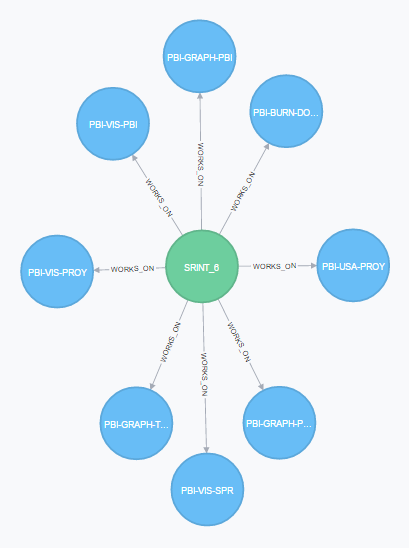 PBI-GRAPH-PBI
PBI-BURN-DO...
PBI-VIS-PBI
WORKS_ON
WORKS_ON
WORKS_ON
PBI-VIS-PROY
WORKS_ON
SRINT_6
WORKS_ON
PBI-USA-PROY
WORKS_ON
WORKS_ON
WORKS_ON
PBI-GRAPH-T...
PBI-GRAPH-P...
PBI-VIS-SPR